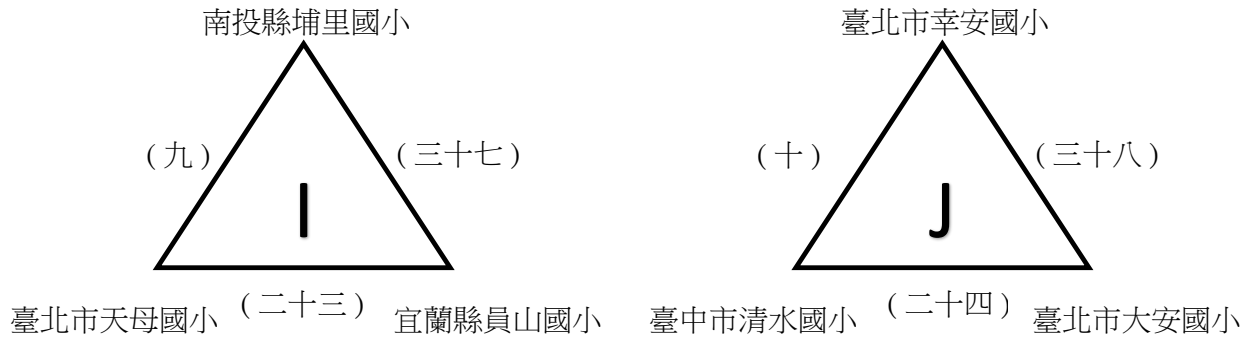 南投縣埔里國小 臺北市幸安國小
(九) (三十七) (十) (三十八)
I J
臺北市天母國小 (二十三) 宜蘭縣員山國小 臺中市清水國小 (二十四) 臺北市大安國小